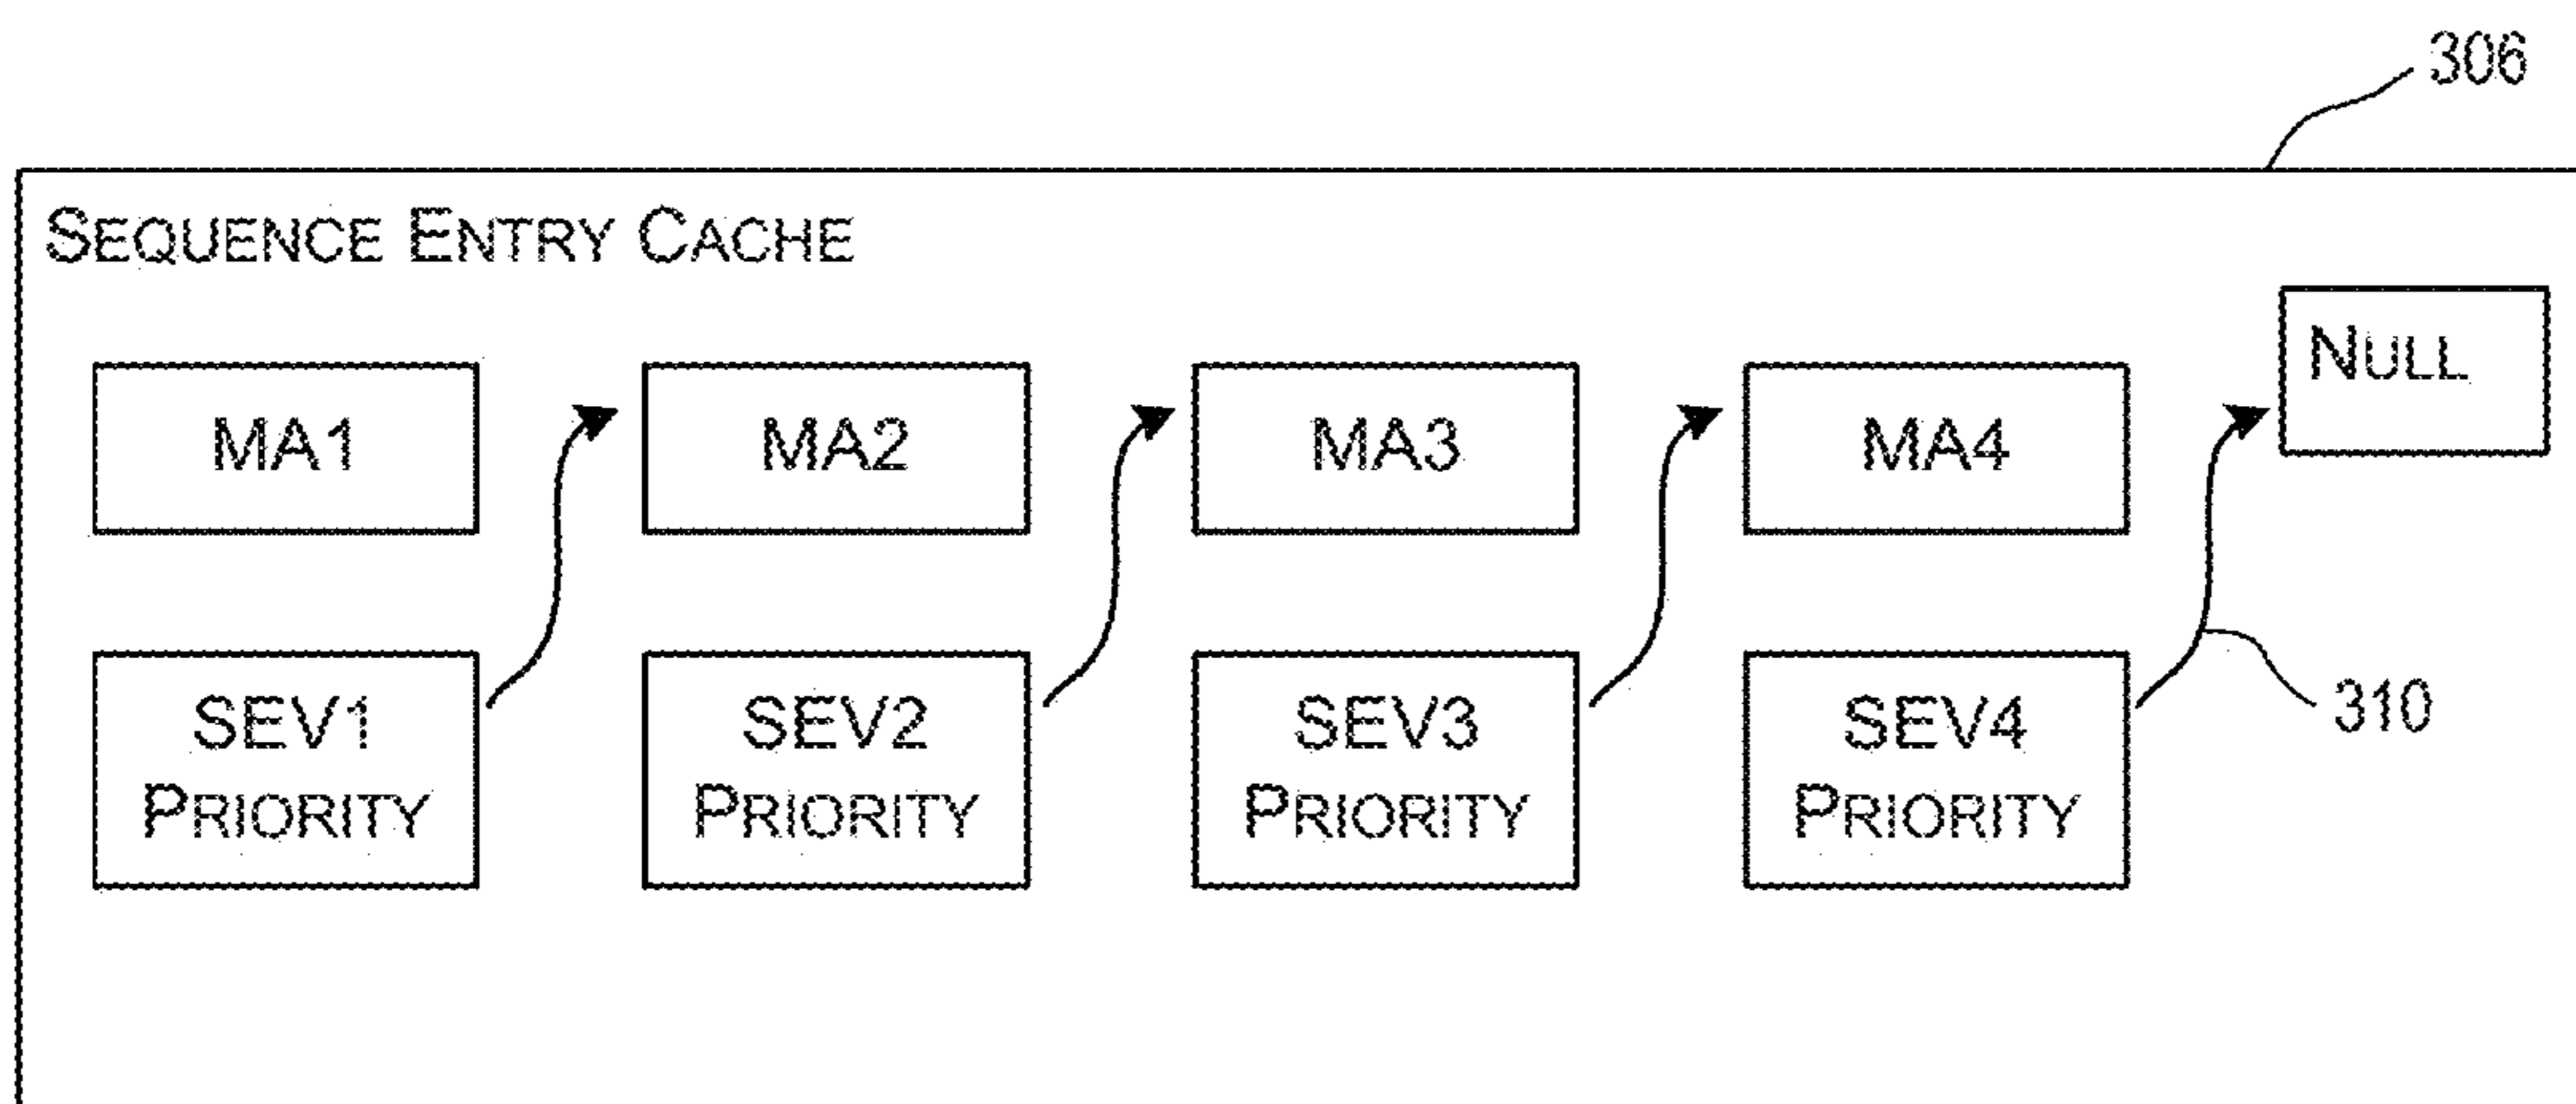 306
SEQUENCE ENTRY CACHE
NULL
MA1 MA2 MA3 MA4
SEV1 PRIORITY
SEV2 PRIORITY
SEV3 PRIORITY
SEV4 PRIORITY
310